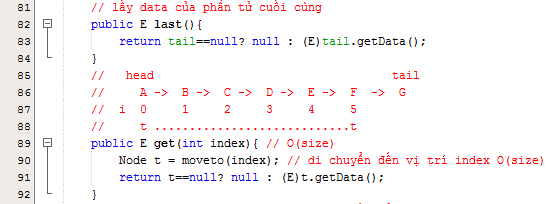 81 // lấy data của phần tử cuối cùng
82 public E last(){
83 return tail==null? null : (E)tail.getData();
84 }
85 // head tail
86 // A -> B -> C -> D -> E -> F -> G
87 // i 0 1 2 3 4 5
88 // t ............................t
89 public E get(int index){ // O(size)
90 Node t = moveto(index); // di chuyển đến vị trí index O(size)
91 return t==null? null : (E)t.getData();
92 }